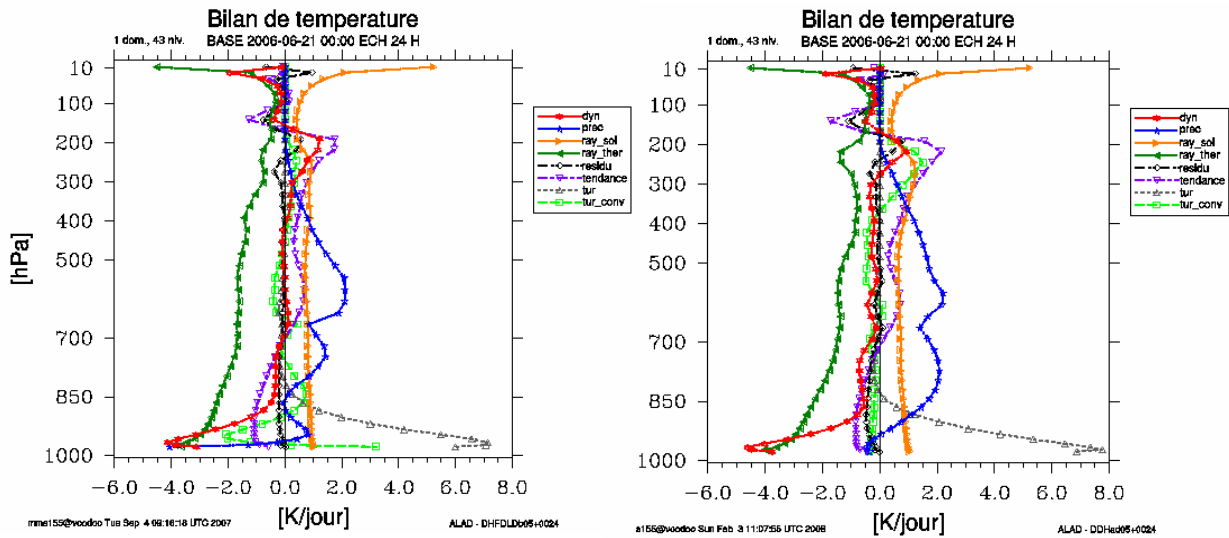 Bilan de temperature
1 dom., 43 niv. BASE 2006-06-21 00:00 ECH 24 H
10
100
200
300
400
500
700
850
1000
[hPa]
-6.0 -4.0 -2.0 0.0 2.0 4.0 6.0 8.0
[K/jour]
dyn
prec
ray_sol
ray_ther
residu
tendance
tur
tur_conv
ALAD - DHFDLDb05+0024
Bilan de temperature
1 dom., 43 niv. BASE 2006-06-21 00:00 ECH 24 H
10
100
200
300
400
500
700
850
1000
-6.0 -4.0 -2.0 0.0 2.0 4.0 6.0 8.0
[K/jour]
dyn
prec
ray_sol
ray_ther
residu
tendance
tur
tur_conv
ALAD - DDHad05+0024